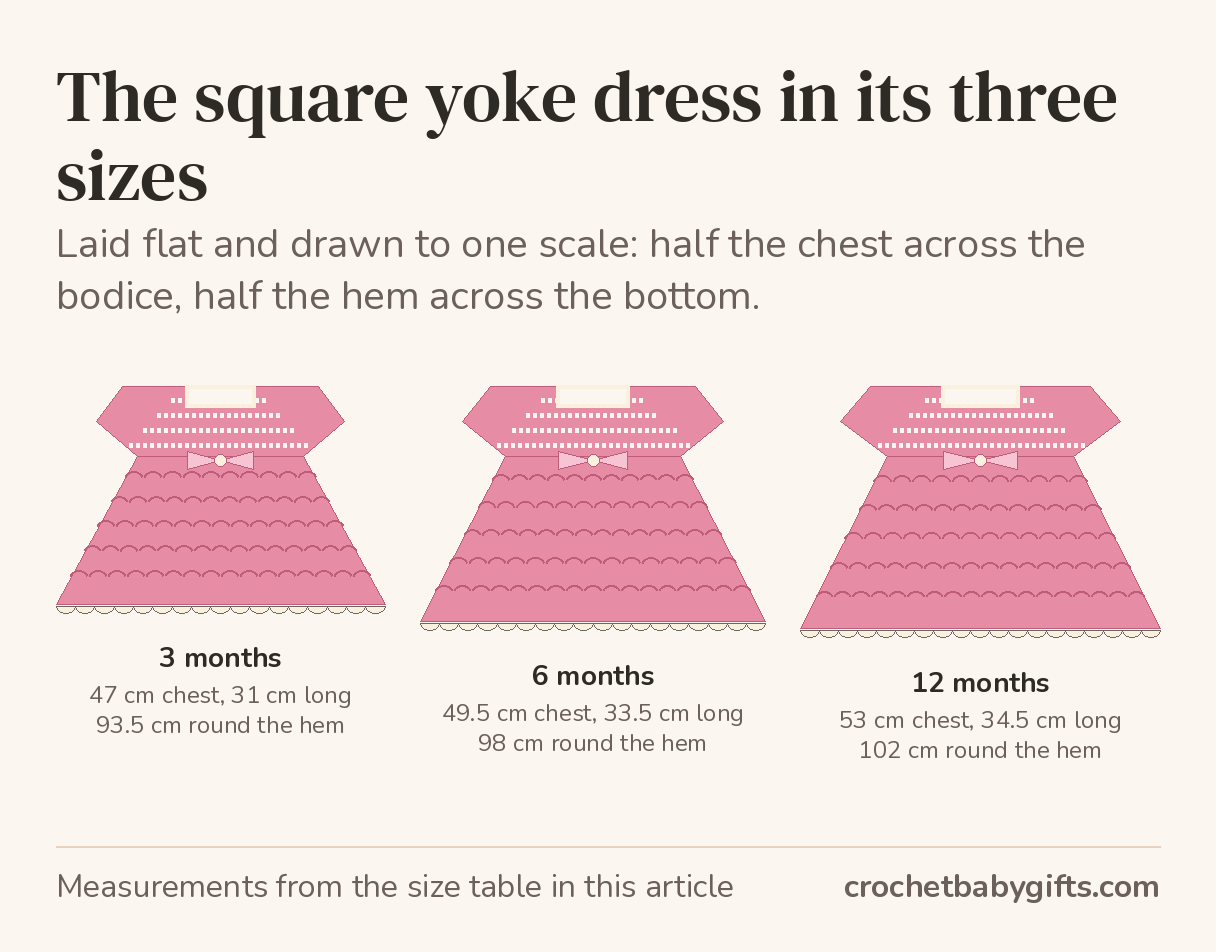 The square yoke dress in its three
sizes
Laid flat and drawn to one scale: half the chest across the
bodice, half the hem across the bottom.
3 months
47 cm chest, 31 cm long
93.5 cm round the hem
6 months
49.5 cm chest, 33.5 cm long
98 cm round the hem
12 months
53 cm chest, 34.5 cm long
102 cm round the hem
Measurements from the size table in this article
crochetbabygifts.com